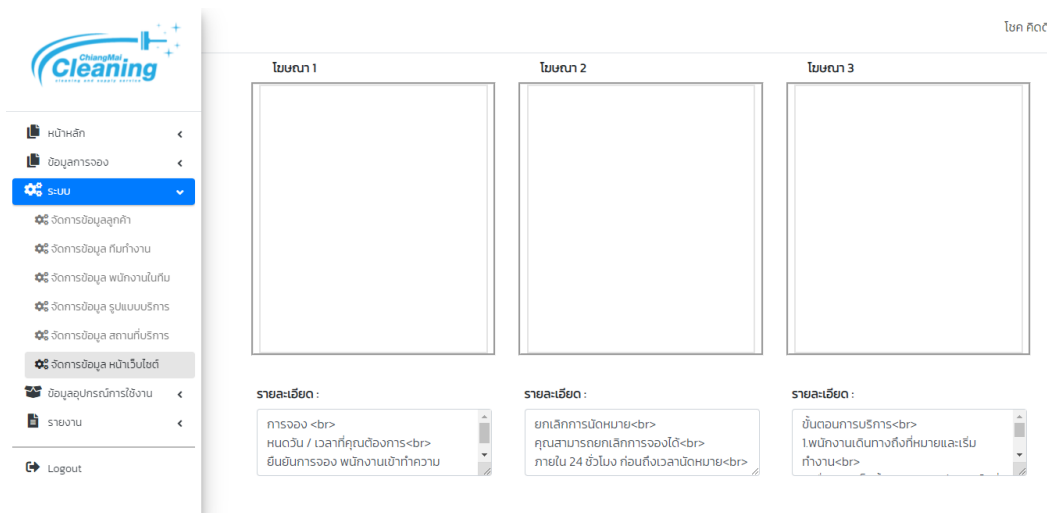 ChiangMai
Cleaning
cleaning and supply service
โชค คิดดี
โฆษณา 1
โฆษณา 2
โฆษณา 3
หน้าหลัก
ข้อมูลการจอง
ระบบ
จัดการข้อมูลลูกค้า
จัดการข้อมูล ทีมทำงาน
จัดการข้อมูล พนักงานในทีม
จัดการข้อมูล รูปแบบบริการ
จัดการข้อมูล สถานที่บริการ
จัดการข้อมูล หน้าเว็บไซต์
ข้อมูลอุปกรณ์การใช้งาน
รายงาน
Logout
รายละเอียด :
การจอง <br>
หนดวัน / เวลาที่คุณต้องการ<br>
ยืนยันการจอง พนักงานเข้าทำความ
รายละเอียด :
ยกเลิกการนัดหมาย<br>
คุณสามารถยกเลิกการจองได้<br>
ภายใน 24 ชั่วโมง ก่อนถึงเวลานัดหมาย<br>
รายละเอียด :
ขั้นตอนการบริการ<br>
1.พนักงานเดินทางถึงที่หมายและเริ่ม
ทำงาน<br>